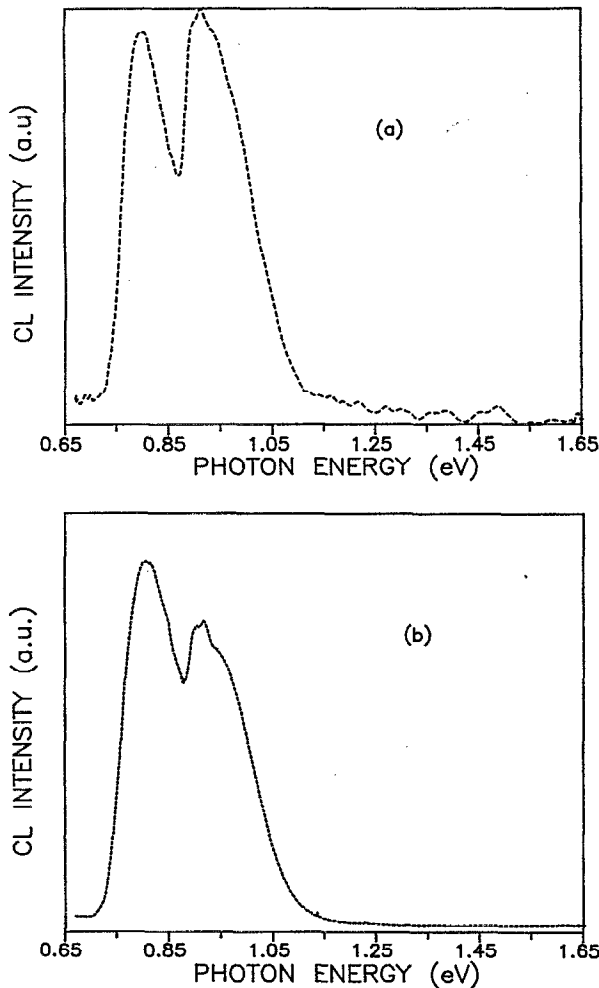 CL INTENSITY (a.u)
(a)
0.65 0.85 1.05 1.25 1.45 1.65
PHOTON ENERGY (eV)
CL INTENSITY (a.u.)
(b)
0.65 0.85 1.05 1.25 1.45 1.65
PHOTON ENERGY (eV)